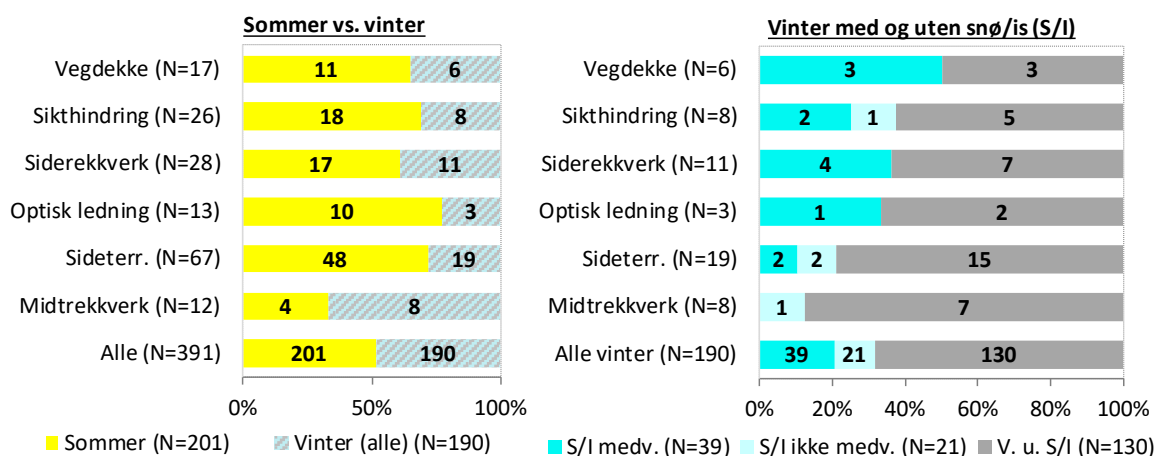 Sommer vs. vinter
Vegdekke (N=17) 11 6
Sikthindring (N=26) 18 8
Siderekkverk (N=28) 17 11
Optisk ledning (N=13) 10 3
Sideterr. (N=67) 48 19
Midtrekkverk (N=12) 4 8
Alle (N=391) 201 190
0% 50% 100%
Sommer (N=201) Vinter (alle) (N=190)
Vinter med og uten snø/is (S/I)
Vegdekke (N=6) 3 3
Sikthindring (N=8) 2 1 5
Siderekkverk (N=11) 4 7
Optisk ledning (N=3) 1 2
Sideterr. (N=19) 2 2 15
Midtrekkverk (N=8) 1 7
Alle vinter (N=190) 39 21 130
0% 20% 40% 60% 80% 100%
S/I medv. (N=39) S/I ikke medv. (N=21) V. u. S/I (N=130)